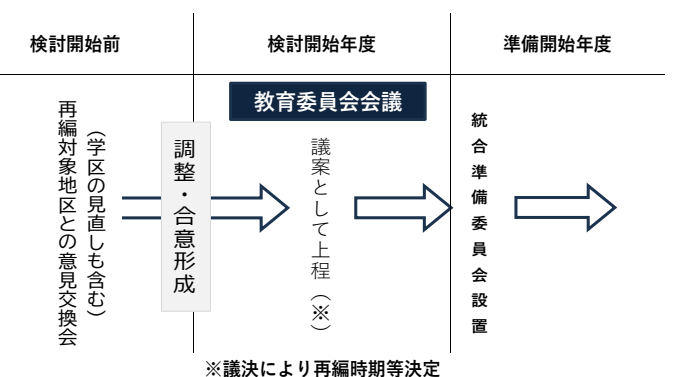 検討開始前
検討開始年度
準備開始年度
教育委員会会議
再編対象地区との意見交換会
（学区の見直しも含む）
調整・合意形成
議案として上程（※）
統合準備委員会設置
※議決により再編時期等決定